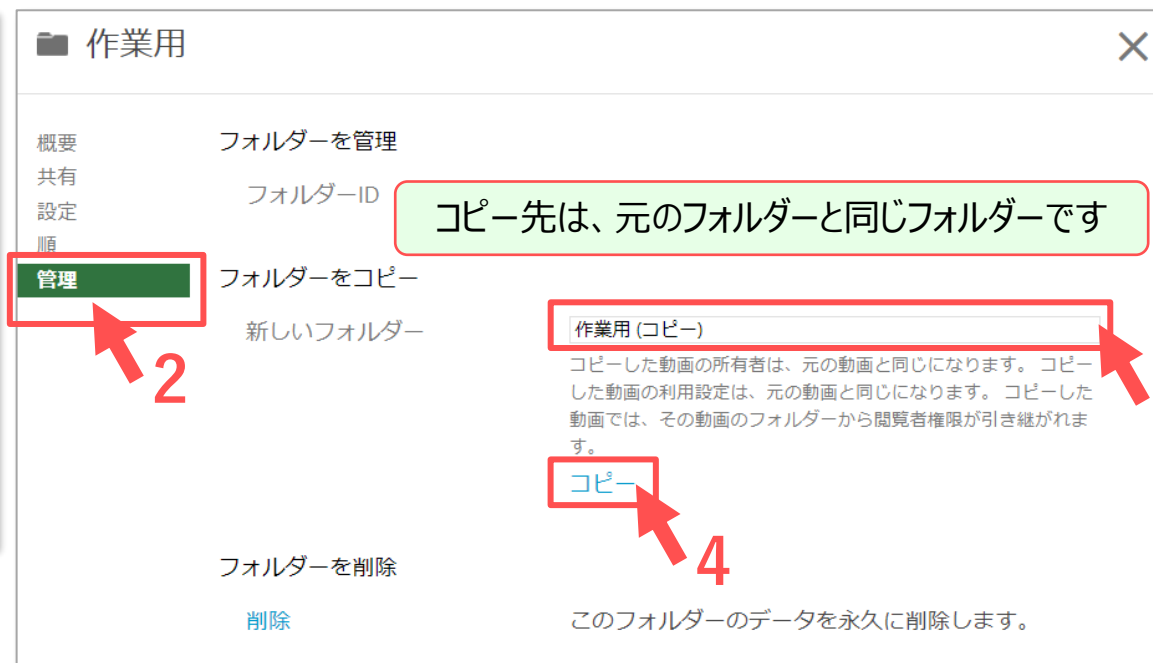 作業用
概要
共有
設定
順
管理
フォルダーを管理
フォルダーID
コピー先は、元のフォルダーと同じフォルダーです
フォルダーをコピー
新しいフォルダー
作業用 (コピー)
コピーした動画の所有者は、元の動画と同じになります。 コピー
した動画の利用設定は、元の動画と同じになります。 コピーした
動画では、その動画のフォルダーから閲覧者権限が引き継がれま
す。
2
コピー
4
フォルダーを削除
削除
このフォルダーのデータを永久に削除します。